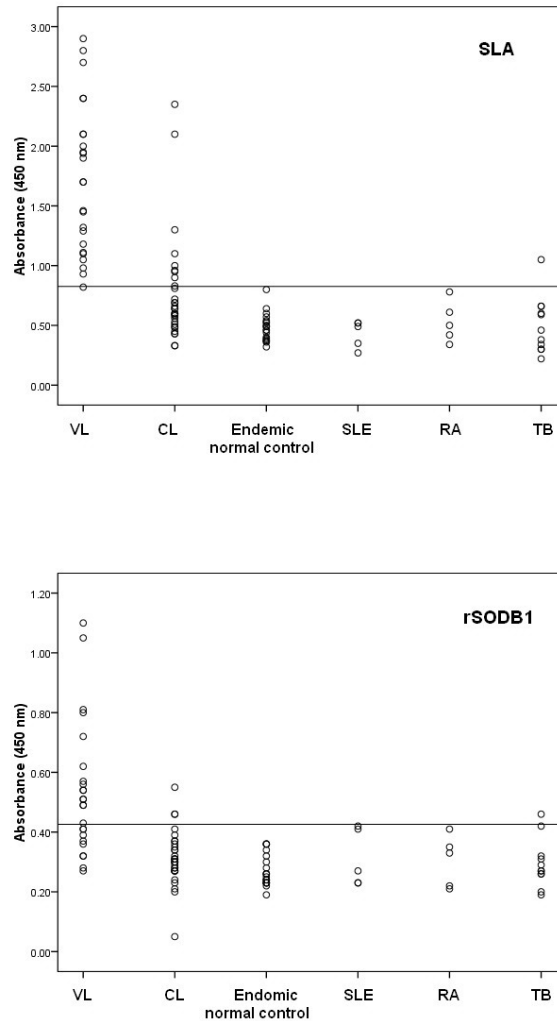 SLA
Absorbance (450 nm)
3.00
2.50
2.00
1.50
1.00
0.50
0.00
VL CL Endemic SLE RA TB
normal control
rSODB1
Absorbance (450 nm)
1.20
1.00
0.80
0.60
0.40
0.20
0.00
VL CL Endomic SLE RA TB
normal control